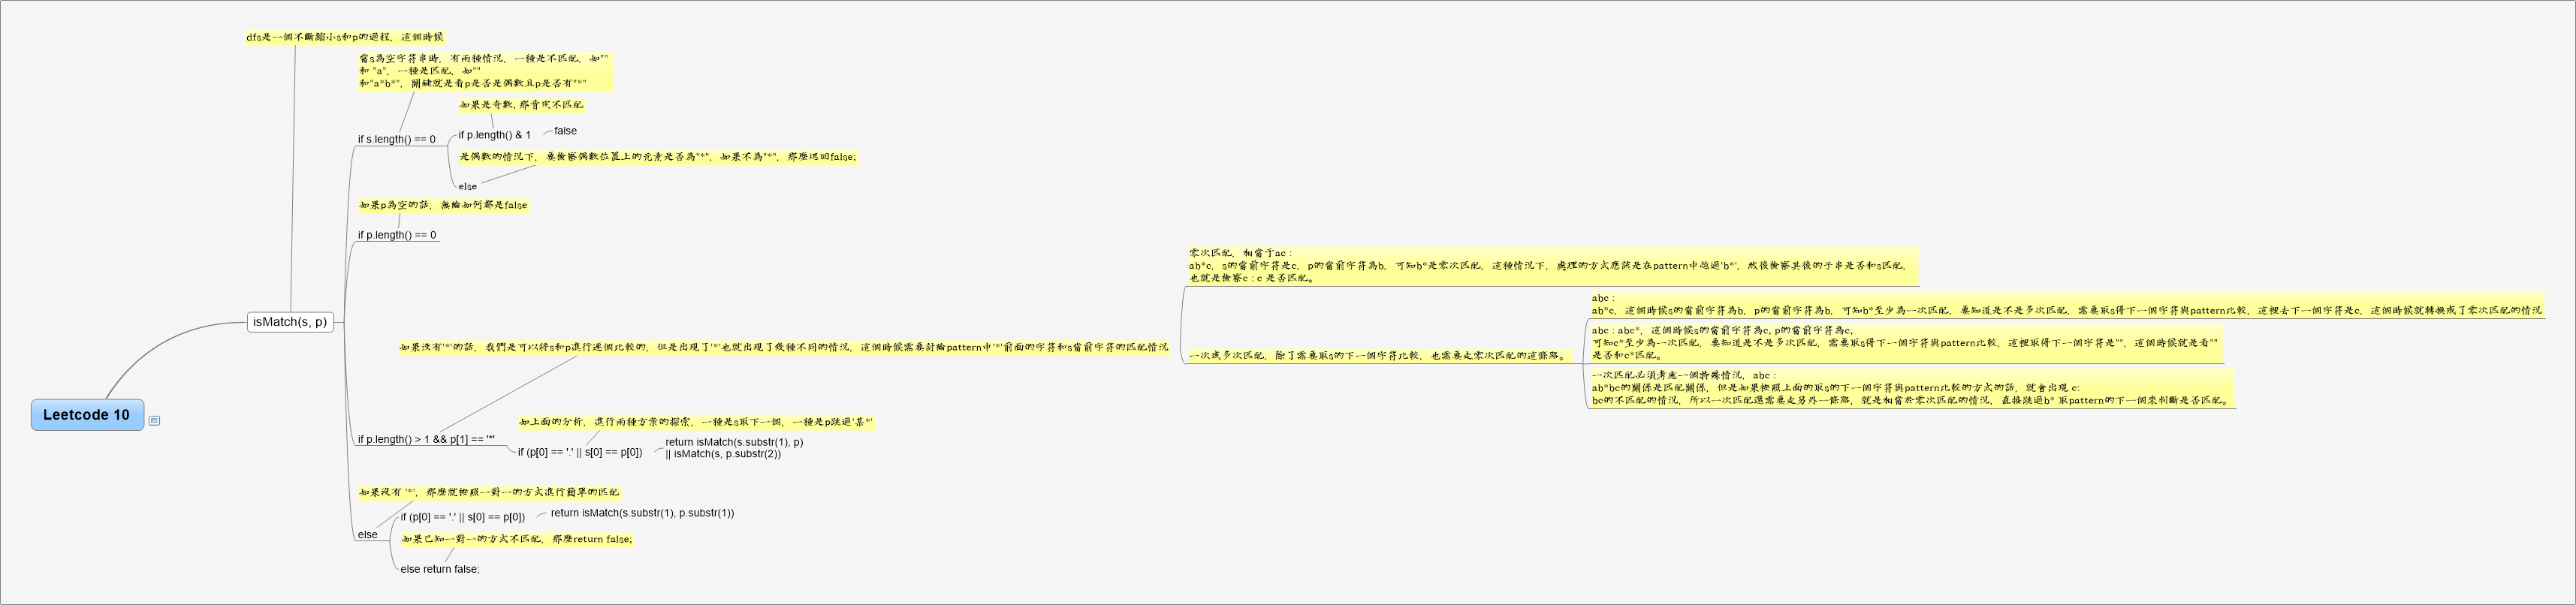 dfs是一個不斷縮小s和p的過程，這個時候
當s為空字符串時，有兩種情況，一種是不匹配，如""
和 "a"，一種是匹配，如""
和"a*b*"，關鍵就是看p是否是偶數且p是否有"*"
如果是奇數,那肯定不匹配
if s.length() == 0
if p.length() & 1
false
是偶數的情況下，要檢察偶數位置上的元素是否為"*"，如果不為"*"，那麼返回false;
else
如果p為空的話，無論如何都是false
if p.length() == 0
isMatch(s, p)
Leetcode 10
如果沒有'*'的話，我們是可以將s和p進行逐個比較的，但是出現了'*'也就出現了幾種不同的情況，這個時候需要討論pattern中'*'前面的字符和s當前字符的匹配情況
零次匹配，相當于ac :
ab*c，s的當前字符是c，p的當前字符為b，可知b*是零次匹配，這種情況下，處理的方式應該是在pattern中越過'b*'，然後檢察其後的子串是否和s匹配，
也就是檢察c : c 是否匹配。
一次或多次匹配，除了需要取s的下一個字符比較，也需要走零次匹配的這條路。
abc :
ab*c，這個時候s的當前字符為b，p的當前字符為b，可知b*至少為一次匹配，要知道是不是多次匹配，需要取s得下一個字符與pattern比較，這裡去下一個字符是c，這個時候就轉換成了零次匹配的情況
abc : abc*，這個時候s的當前字符為c, p的當前字符為c,
可知c*至少為一次匹配，要知道是不是多次匹配，需要取s得下一個字符與pattern比較，這裡取得下一個字符是""，這個時候就是看""
是否和c*匹配。
一次匹配必須考慮一個特殊情況，abc :
ab*bc的關係是匹配關係，但是如果按照上面的取s的下一個字符與pattern比較的方式的話，就會出現 c:
bc的不匹配的情況，所以一次匹配還需要走另外一條路，就是相當於零次匹配的情況，直接跳過b* 取pattern的下一個來判斷是否匹配。
if p.length() > 1 && p[1] == '*'
如上面的分析，進行兩種方案的探索，一種是s取下一個，一種是p跳過'某*'
if (p[0] == '.' || s[0] == p[0])
return isMatch(s.substr(1), p)
|| isMatch(s, p.substr(2))
如果沒有 '*'，那麼就按照一對一的方式進行簡單的匹配
else
if (p[0] == '.' || s[0] == p[0])
return isMatch(s.substr(1), p.substr(1))
如果已知一對一的方式不匹配，那麼return false;
else return false;